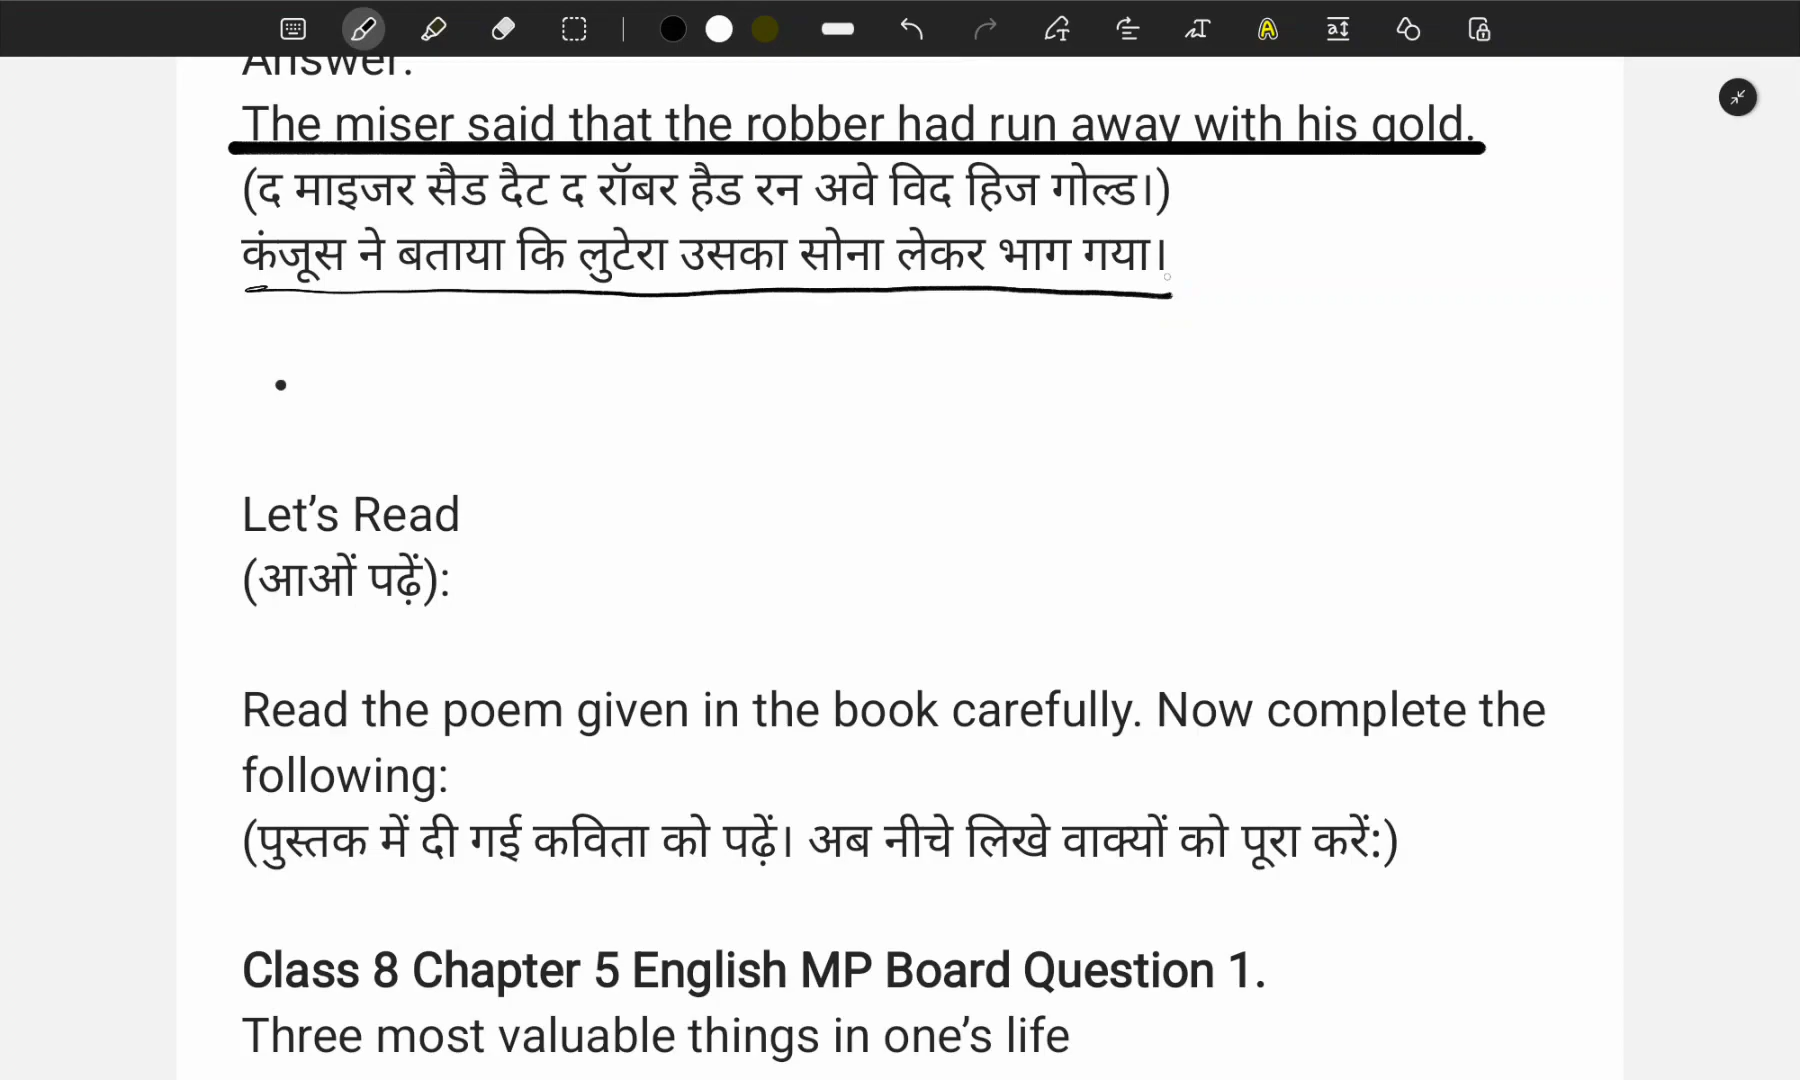 Answer:
The miser said that the robber had run away with his gold.
(द माइजर सैड दैट द रॉबर हैड रन अवे विद हिज गोल्ड।)
कंजूस ने बताया कि लुटेरा उसका सोना लेकर भाग गया।
Let’s Read
(आओं पढ़ें):
Read the poem given in the book carefully. Now complete the
following:
(पुस्तक में दी गई कविता को पढ़ें। अब नीचे लिखे वाक्यों को पूरा करें:)
Class 8 Chapter 5 English MP Board Question 1.
Three most valuable things in one’s life